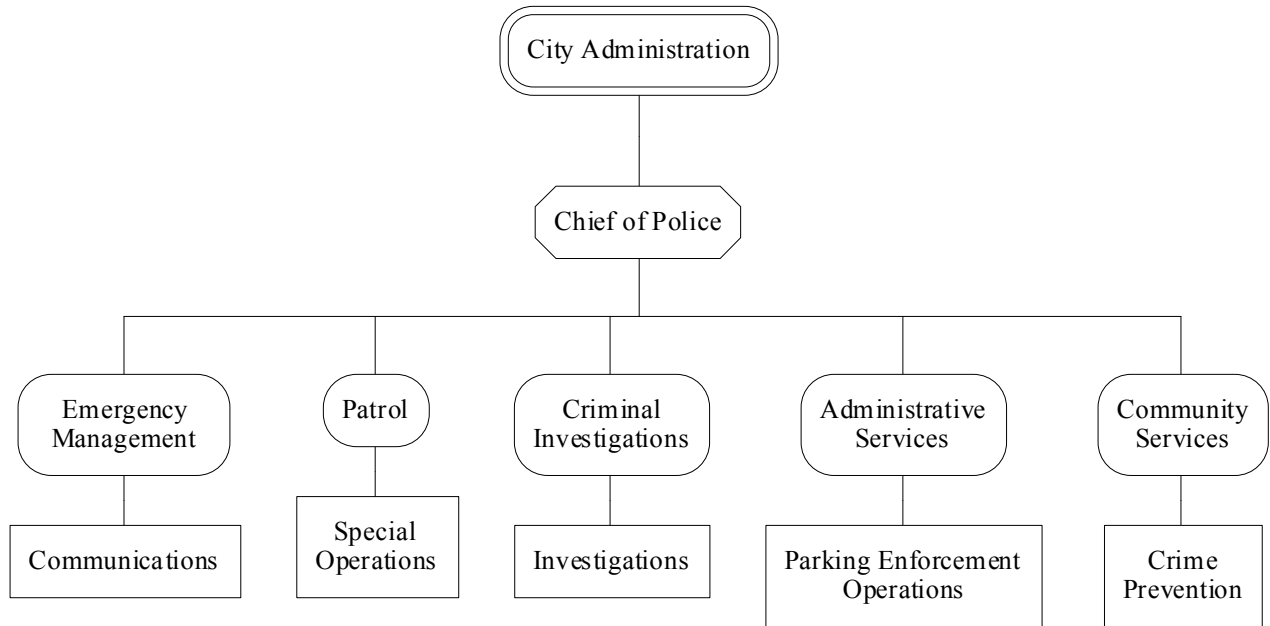 City Administration
Chief of Police
Emergency
Management
Patrol
Criminal
Investigations
Administrative
Services
Community
Services
Communications
Special
Operations
Investigations
Parking Enforcement
Operations
Crime
Prevention